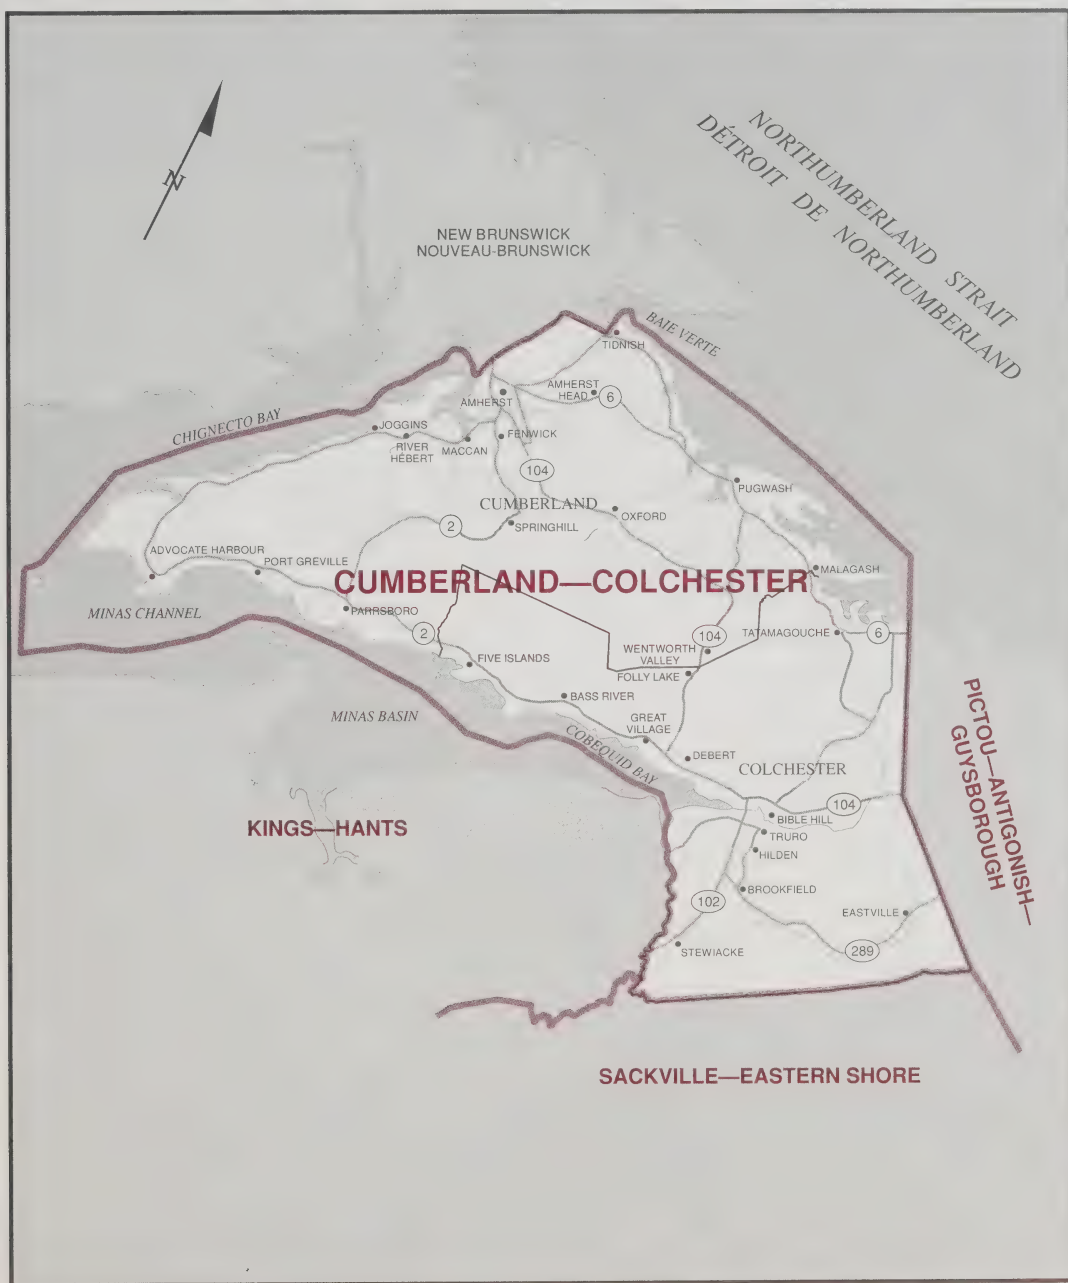 NORTHUMBERLAND STRAIT
DÉTROIT DE NORTHUMBERLAND
N
NEW BRUNSWICK
NOUVEAU-BRUNSWICK
BAIE VERTE
TIDNISH
AMHERST
HEAD
6
AMHERST
CHIGNECTO BAY
JOGGINS
RIVER
HÉBERT
MACCAN
FENWICK
104
PUGWASH
CUMBERLAND
OXFORD
2
SPRINGHILL
ADVOCATE HARBOUR
PORT GREVILLE
MALAGASH
CUMBERLAND—COLCHESTER
MINAS CHANNEL
PARRSBORO
2
TATAMAGOUCHE
6
104
WENTWORTH
VALLEY
FIVE ISLANDS
FOLLY LAKE
BASS RIVER
MINAS BASIN
GREAT
VILLAGE
COBEQUID BAY
DEBERT
COLCHESTER
PICTOU—ANTIGONISH—
GUYSBOROUGH
104
BIBLE HILL
KINGS—HANTS
TRURO
HILDEN
BROOKFIELD
102
EASTVILLE
STEWIACKE
289
SACKVILLE—EASTERN SHORE